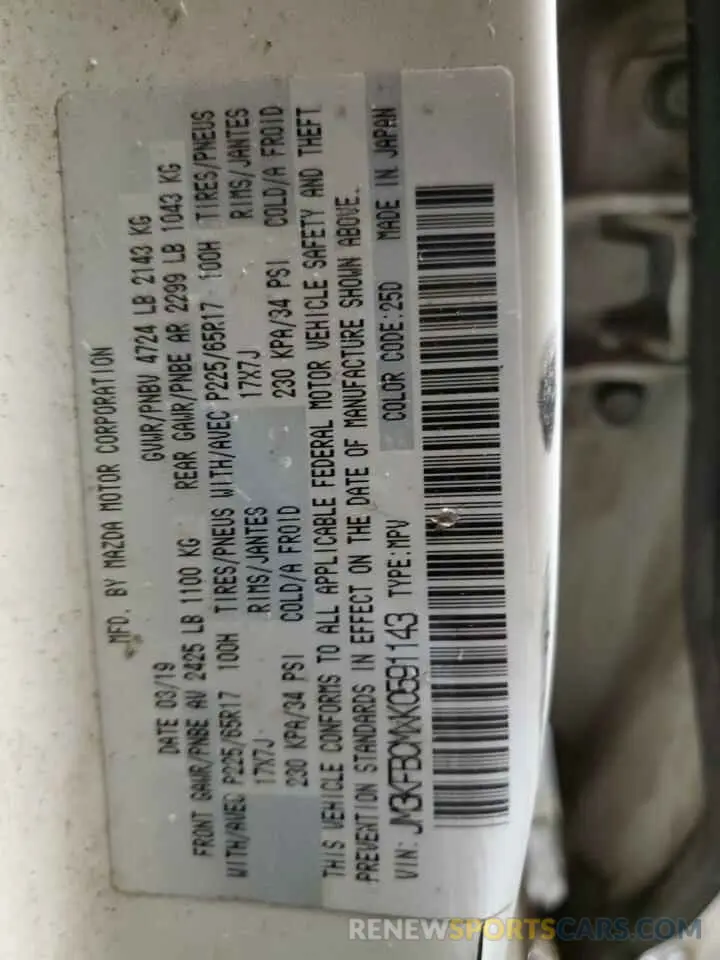 MFD. BY MAZDA MOTOR CORPORATION
DATE 03/19 GVWR/PNBV 4724 LB 2143 KG
FRONT GAWR/PNBE AV 2425 LB 1100 KG REAR GAWR/PNBE AR 2299 LB 1043 KG
WITH/AVEC P225/65R17 100H TIRES/PNEUS WITH/AVEC P225/65R17 100H TIRES/PNEUS
17X7J RIMS/JANTES 17X7J RIMS/JANTES
230 KPA/34 PSI COLD/A FROID 230 KPA/34 PSI COLD/A FROID
THIS VEHICLE CONFORMS TO ALL APPLICABLE FEDERAL MOTOR VEHICLE SAFETY AND THEFT
PREVENTION STANDARDS IN EFFECT ON THE DATE OF MANUFACTURE SHOWN ABOVE.
VIN: JM3KFBCMXK0591143 TYPE:MPV COLOR CODE:25D MADE IN JAPAN
RENEWSPORTSCARS.COM